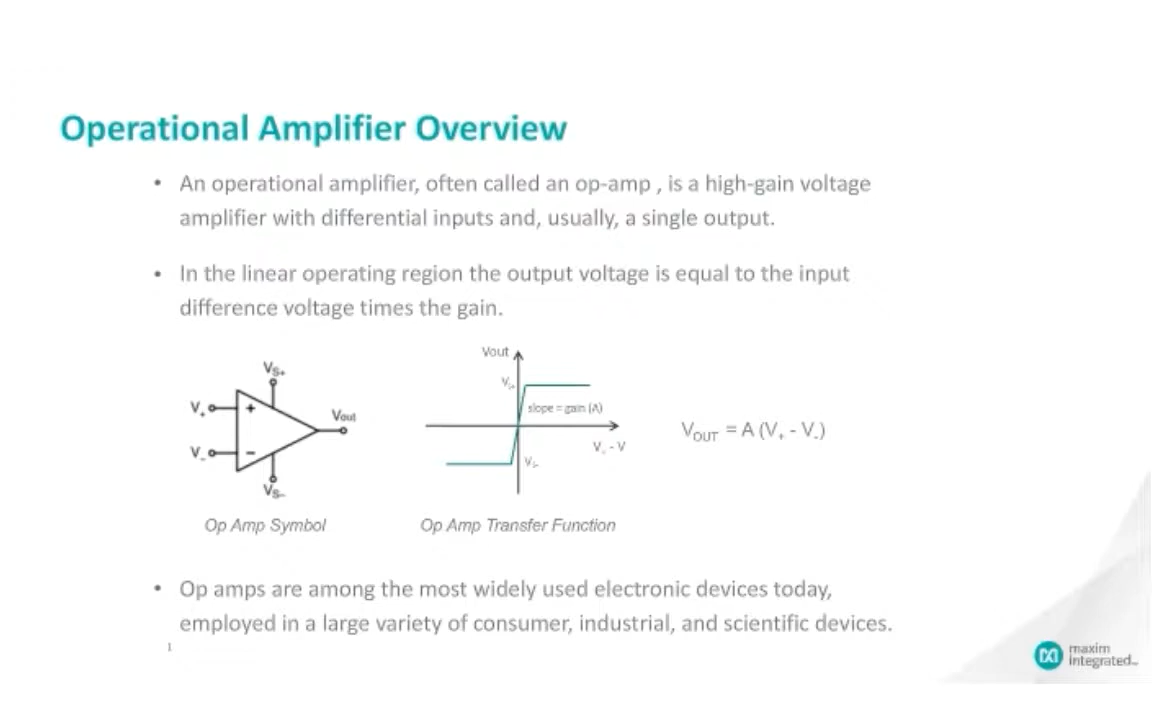 Operational Amplifier Overview
• An operational amplifier, often called an op-amp , is a high-gain voltage
amplifier with differential inputs and, usually, a single output.
• In the linear operating region the output voltage is equal to the input
difference voltage times the gain.
VS+
V+
+
Vout
V-
-
VS-
Vout
slope = gain (A)
VOUT = A (V+ - V-)
Op Amp Symbol
Op Amp Transfer Function
• Op amps are among the most widely used electronic devices today,
employed in a large variety of consumer, industrial, and scientific devices.
1
maxim
integrated™